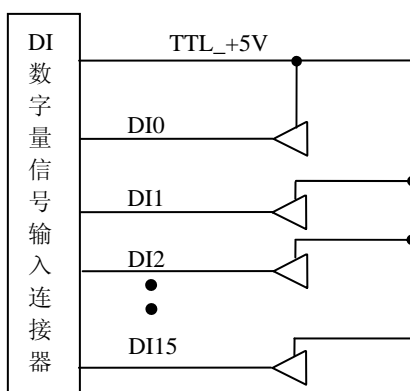 DI
数
字
量
信
号
输
入
连
接
器
TTL_+5V
DI0
DI1
DI2
DI15